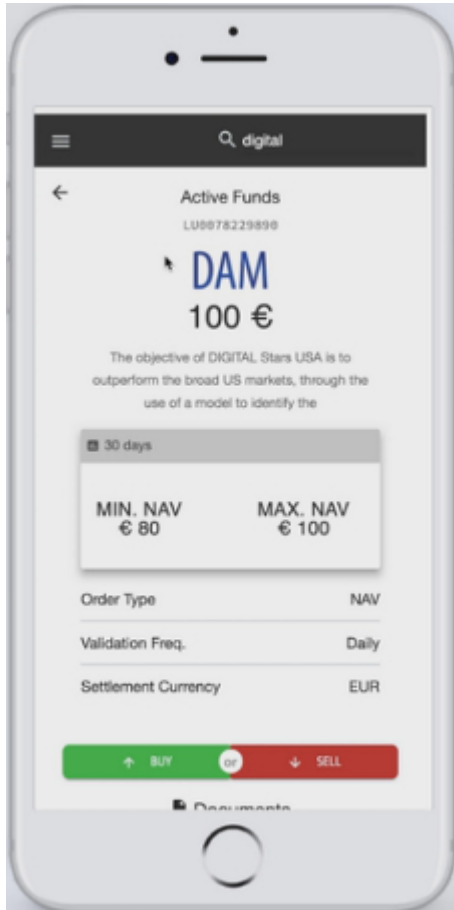 digital
Active Funds
LU0078229890
DAM
100 €
The objective of DIGITAL Stars USA is to
outperform the broad US markets, through the
use of a model to identify the
30 days
MIN. NAV MAX. NAV
€ 80 € 100
Order Type NAV
Validation Freq. Daily
Settlement Currency EUR
BUY or SELL
Documents